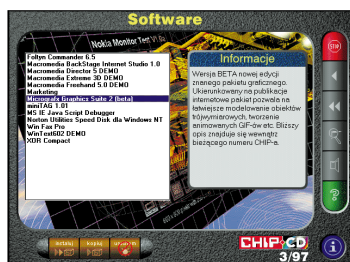 Software
Nokia Monitor Test V1.0
Foltyn Commander 6.5
Macromedia BackStage Internet Studio 1.0
Macromedia Director 5 DEMO
Macromedia Extreme 3D DEMO
Macromedia Freehand 5.0 DEMO
Marketing
Micrografx Graphics Suite 2 (beta)
miniTAG 1.01
MS IE Java Script Debugger
Norton Utilities Speed Disk dla Windows NT
Win Fax Pro
WinText602 DEMO
XOR Compact
Informacje
Wersja BETA nowej edycji
znanego pakietu graficznego.
Ukierunkowany na publikacje
internetowe pakiet pozwala na
łatwiejsze modelowanie obiektów
trójwymiarowych, tworzenie
animowanych GIF-ów etc. Bliższy
opis znajduje się wewnątrz
bieżącego numeru CHIP-a.
STOP
instaluj
kopiuj
uruchom
CHIP CD
3/97
i